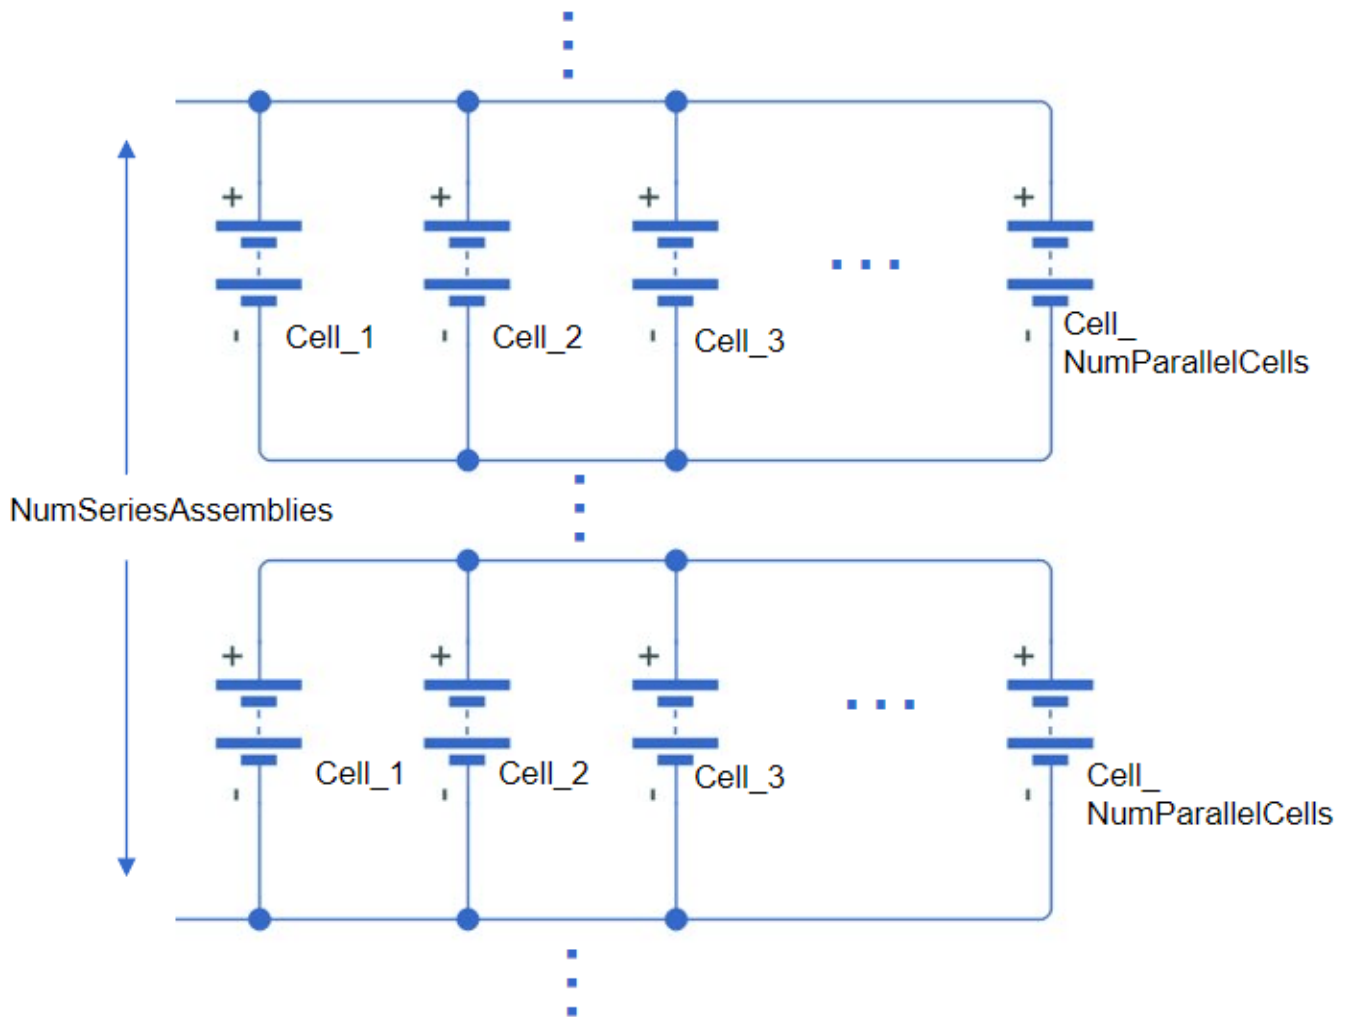 + + + +
- Cell_1 - Cell_2 - Cell_3 - Cell_
NumParallelCells
NumSeriesAssemblies
+ + + +
Cell_1 Cell_2 Cell_3 Cell_
- - - - NumParallelCells